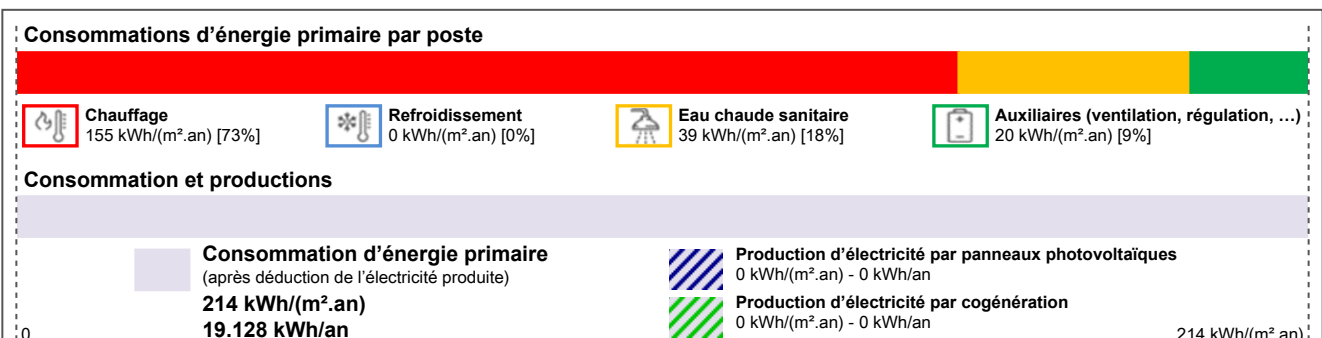 Consommations d’énergie primaire par poste
Chauffage
155 kWh/(m².an) [73%]
Refroidissement
0 kWh/(m².an) [0%]
Eau chaude sanitaire
39 kWh/(m².an) [18%]
Auxiliaires (ventilation, régulation, …)
20 kWh/(m².an) [9%]
Consommation et productions
Consommation d’énergie primaire
(après déduction de l’électricité produite)
214 kWh/(m².an)
19.128 kWh/an
Production d’électricité par panneaux photovoltaïques
0 kWh/(m².an) - 0 kWh/an
Production d’électricité par cogénération
0 kWh/(m².an) - 0 kWh/an
0
214 kWh/(m².an)